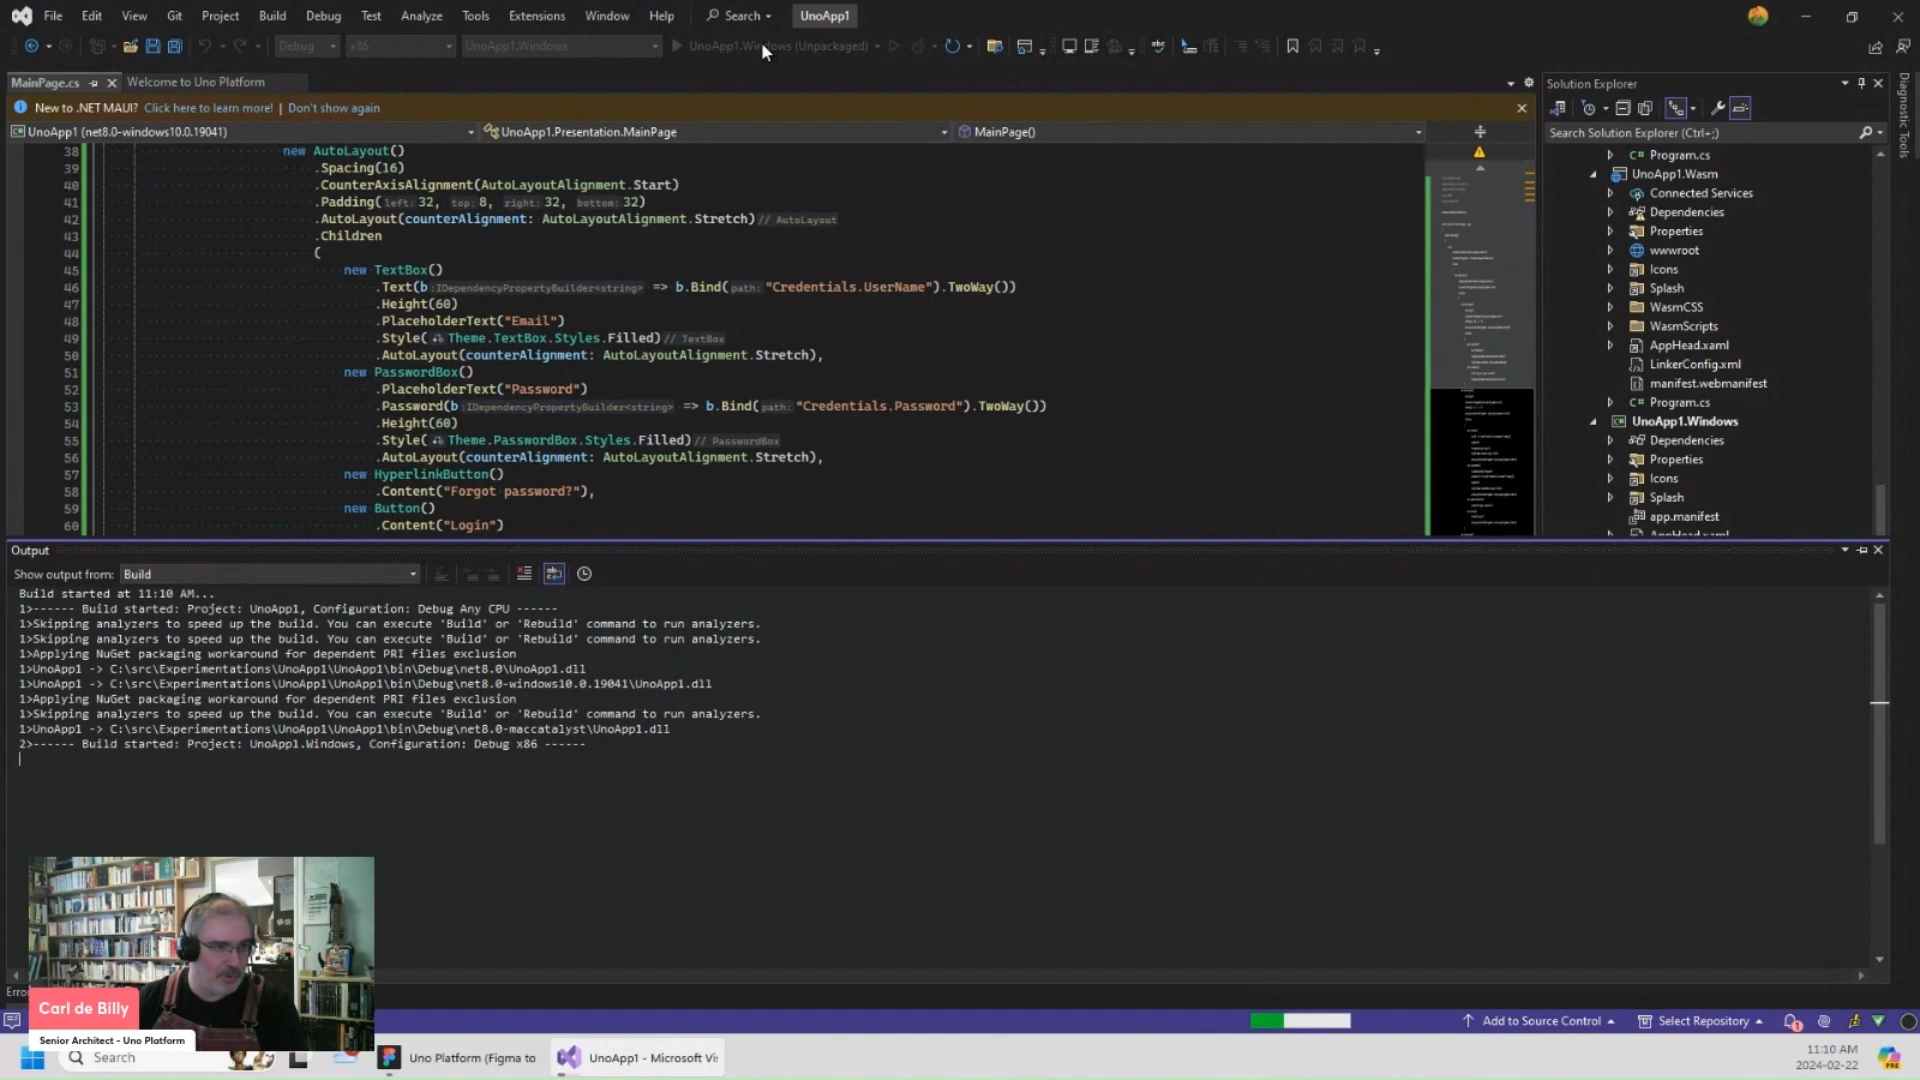 File Edit View Git Project Build Debug Test Analyze Tools Extensions Window Help Search UnoApp1
Debug x86 UnoApp1.Windows UnoApp1.Windows (Unpackaged)
MainPage.cs Welcome to Uno Platform
New to .NET MAUI? Click here to learn more! | Don't show again
UnoApp1 (net8.0-windows10.0.19041) UnoApp1.Presentation.MainPage MainPage()
38 new AutoLayout()
39 .Spacing(16)
40 .CounterAxisAlignment(AutoLayoutAlignment.Start)
41 .Padding(left: 32, top: 8, right: 32, bottom: 32)
42 .AutoLayout(counterAlignment: AutoLayoutAlignment.Stretch)// AutoLayout
43 .Children
44 (
45 new TextBox()
46 .Text(b IDependencyPropertyBuilder<string> => b.Bind(path: "Credentials.UserName").TwoWay())
47 .Height(60)
48 .PlaceholderText("Email")
49 .Style(Theme.TextBox.Styles.Filled)// TextBox
50 .AutoLayout(counterAlignment: AutoLayoutAlignment.Stretch),
51 new PasswordBox()
52 .PlaceholderText("Password")
53 .Password(b IDependencyPropertyBuilder<string> => b.Bind(path: "Credentials.Password").TwoWay())
54 .Height(60)
55 .Style(Theme.PasswordBox.Styles.Filled)// PasswordBox
56 .AutoLayout(counterAlignment: AutoLayoutAlignment.Stretch),
57 new HyperlinkButton()
58 .Content("Forgot password?"),
59 new Button()
60 .Content("Login")
Solution Explorer
Search Solution Explorer (Ctrl+;)
C# Program.cs
UnoApp1.Wasm
Connected Services
Dependencies
Properties
wwwroot
Icons
Splash
WasmCSS
WasmScripts
AppHead.xaml
LinkerConfig.xml
manifest.webmanifest
C# Program.cs
UnoApp1.Windows
Dependencies
Properties
Icons
Splash
app.manifest
AppHead.xaml
Diagnostic Tools
Output
Show output from: Build
Build started at 11:10 AM...
1>------ Build started: Project: UnoApp1, Configuration: Debug Any CPU ------
1>Skipping analyzers to speed up the build. You can execute 'Build' or 'Rebuild' command to run analyzers.
1>Skipping analyzers to speed up the build. You can execute 'Build' or 'Rebuild' command to run analyzers.
1>Applying NuGet packaging workaround for dependent PRI files exclusion
1>UnoApp1 -> C:\src\Experimentations\UnoApp1\UnoApp1\bin\Debug\net8.0\UnoApp1.dll
1>UnoApp1 -> C:\src\Experimentations\UnoApp1\UnoApp1\bin\Debug\net8.0-windows10.0.19041\UnoApp1.dll
1>Applying NuGet packaging workaround for dependent PRI files exclusion
1>Skipping analyzers to speed up the build. You can execute 'Build' or 'Rebuild' command to run analyzers.
1>UnoApp1 -> C:\src\Experimentations\UnoApp1\UnoApp1\bin\Debug\net8.0-maccatalyst\UnoApp1.dll
2>------ Build started: Project: UnoApp1.Windows, Configuration: Debug x86 ------
Carl de Billy
Senior Architect - Uno Platform
Add to Source Control Select Repository
Search Uno Platform (Figma to UnoApp1 - Microsoft Vi
11:10 AM
2024-02-22